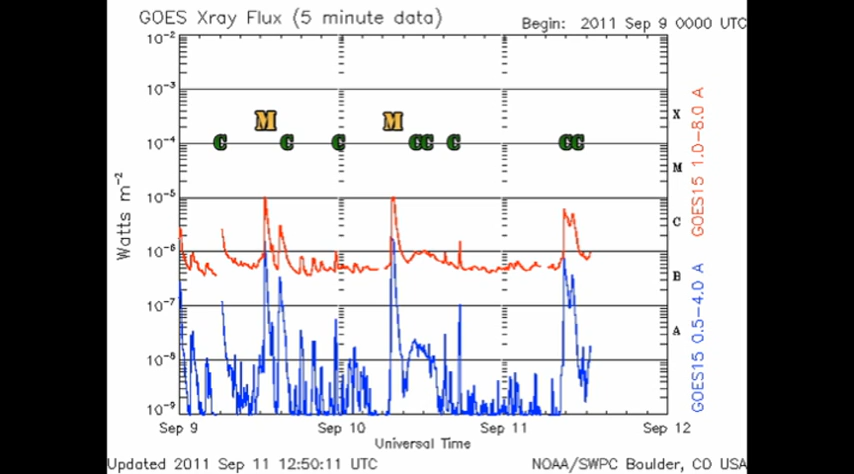 GOES Xray Flux (5 minute data)
Begin: 2011 Sep 9 0000 UTC
10-2
10-3
10-4
10-5
10-6
10-7
10-8
10-9
Watts m-2
C M C C M C C C C C
X
M
C
B
A
GOES15 1.0-8.0 A
GOES15 0.5-4.0 A
Sep 9 Sep 10 Sep 11 Sep 12
Universal Time
Updated 2011 Sep 11 12:50:11 UTC
NOAA/SWPC Boulder, CO USA